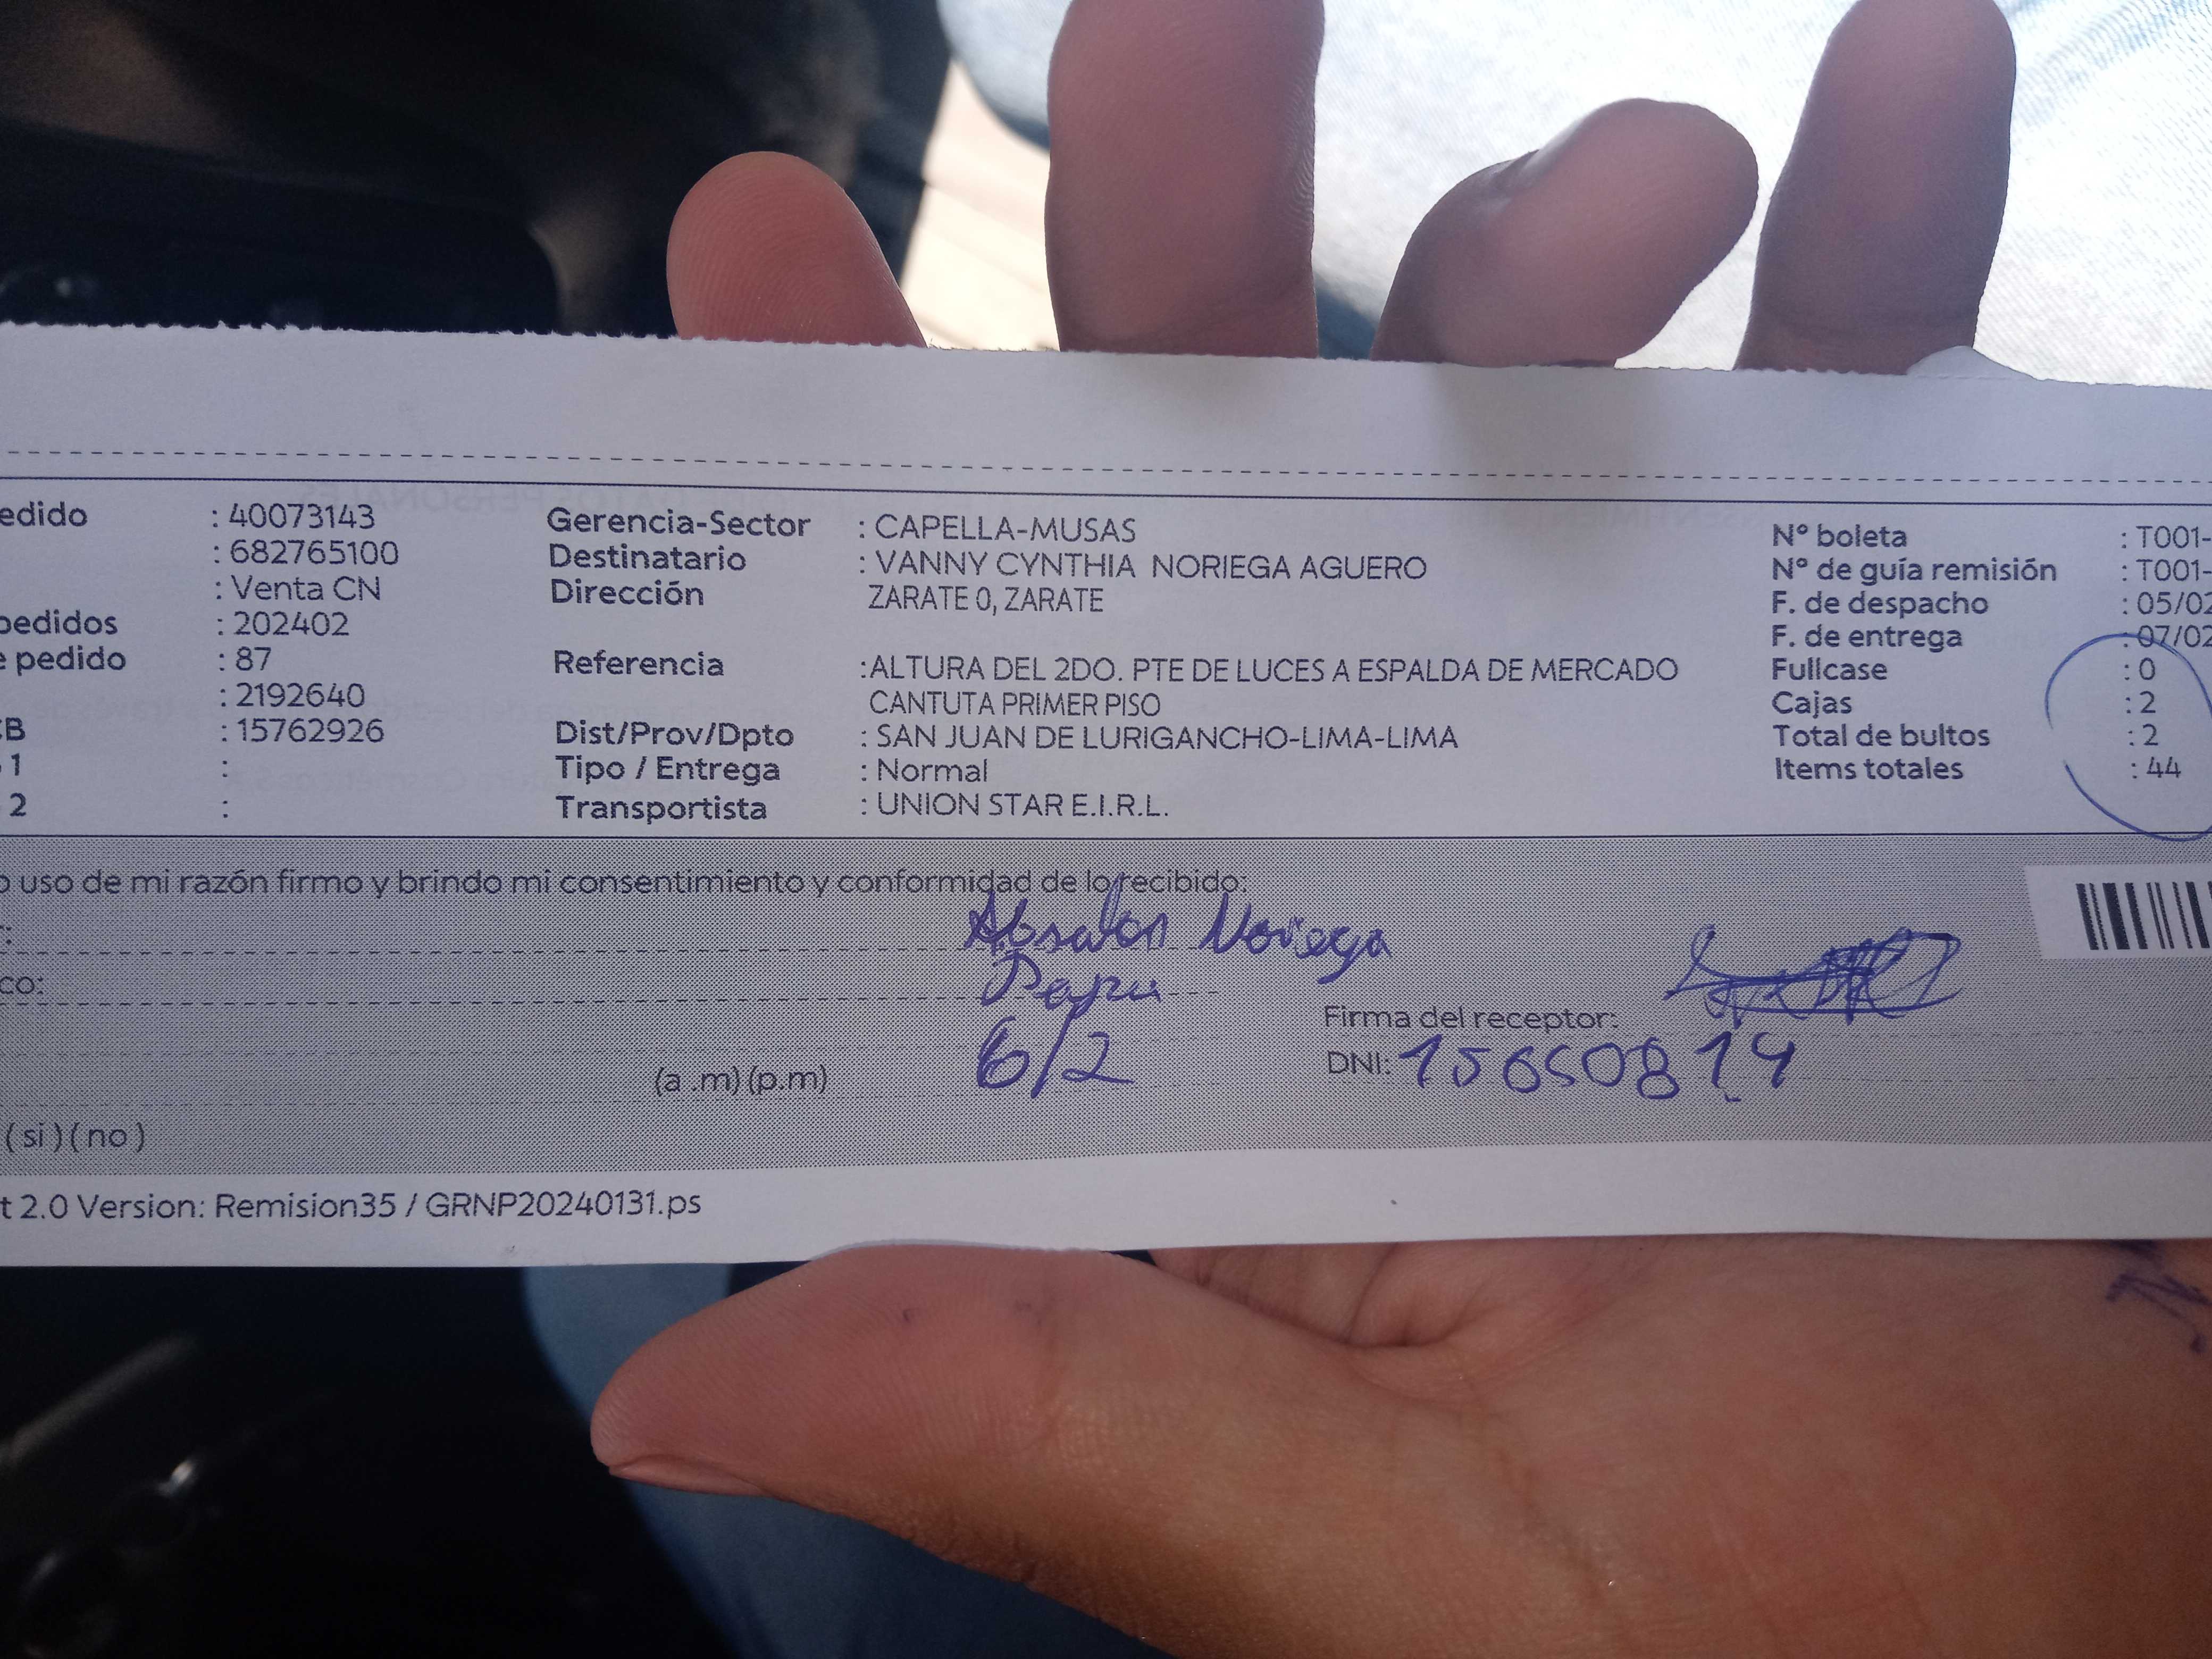 edido : 40073143
: 682765100
: Venta CN
pedidos : 202402
e pedido : 87
: 2192640
CB : 15762926
1 :
2 :
Gerencia-Sector : CAPELLA-MUSAS
Destinatario : VANNY CYNTHIA NORIEGA AGUERO
Dirección ZARATE 0, ZARATE
Referencia :ALTURA DEL 2DO. PTE DE LUCES A ESPALDA DE MERCADO
CANTUTA PRIMER PISO
Dist/Prov/Dpto : SAN JUAN DE LURIGANCHO-LIMA-LIMA
Tipo / Entrega : Normal
Transportista : UNION STAR E.I.R.L.
Nº boleta : T001-
Nº de guía remisión : T001-
F. de despacho : 05/02
F. de entrega : 07/02
Fullcase : 0
Cajas : 2
Total de bultos : 2
Items totales : 44
o uso de mi razón firmo y brindo mi consentimiento y conformidad de lo recibido:
Absalon Noriega
co: Papa
Firma del receptor:
(a .m) (p.m) 6/2 DNI: 15650814
( si ) ( no )
t 2.0 Version: Remision35 / GRNP20240131.ps